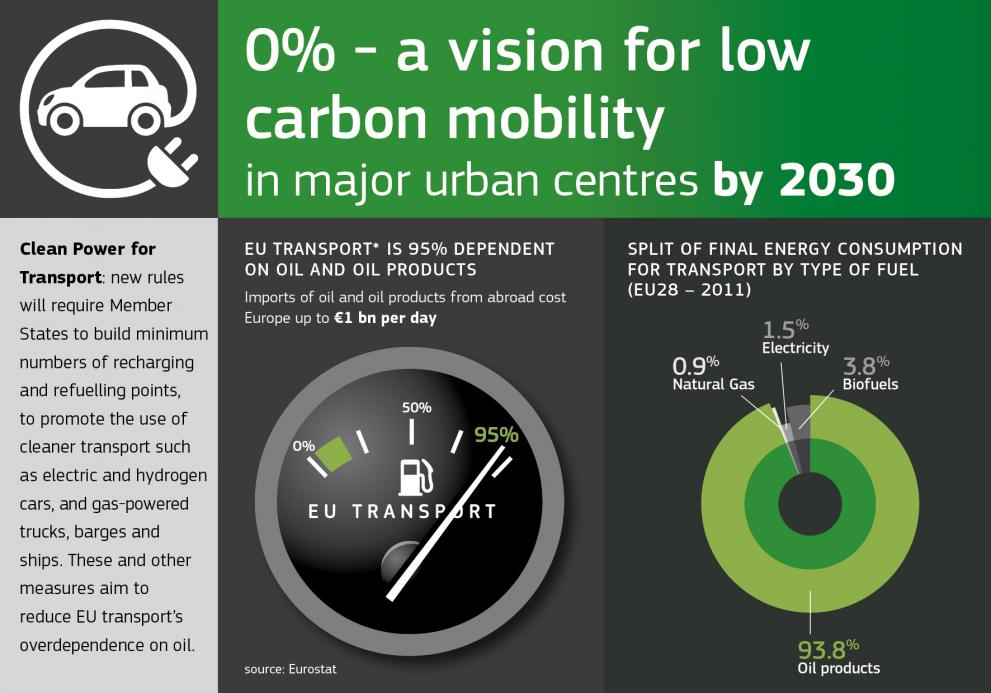 0% - a vision for low
carbon mobility
in major urban centres by 2030
Clean Power for
Transport: new rules
will require Member
States to build minimum
numbers of recharging
and refuelling points,
to promote the use of
cleaner transport such
as electric and hydrogen
cars, and gas-powered
trucks, barges and
ships. These and other
measures aim to
reduce EU transport's
overdependence on oil.
EU TRANSPORT* IS 95% DEPENDENT
ON OIL AND OIL PRODUCTS
Imports of oil and oil products from abroad cost
Europe up to €1 bn per day
0%
50%
95%
EU TRANSPORT
source: Eurostat
SPLIT OF FINAL ENERGY CONSUMPTION
FOR TRANSPORT BY TYPE OF FUEL
(EU28 – 2011)
1.5%
Electricity
0.9%
Natural Gas
3.8%
Biofuels
93.8%
Oil products